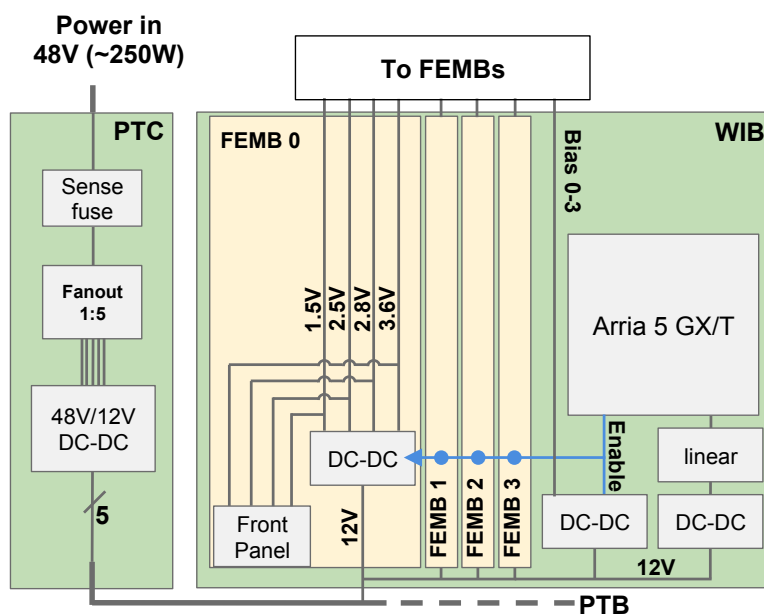 Power in
48V (~250W)
To FEMBs
PTC
Sense
fuse
Fanout
1:5
48V/12V
DC-DC
5
FEMB 0
WIB
Bias 0-3
1.5V
2.5V
2.8V
3.6V
Arria 5 GX/T
DC-DC
Enable
linear
Front
Panel
12V
FEMB 1
FEMB 2
FEMB 3
DC-DC
DC-DC
12V
PTB